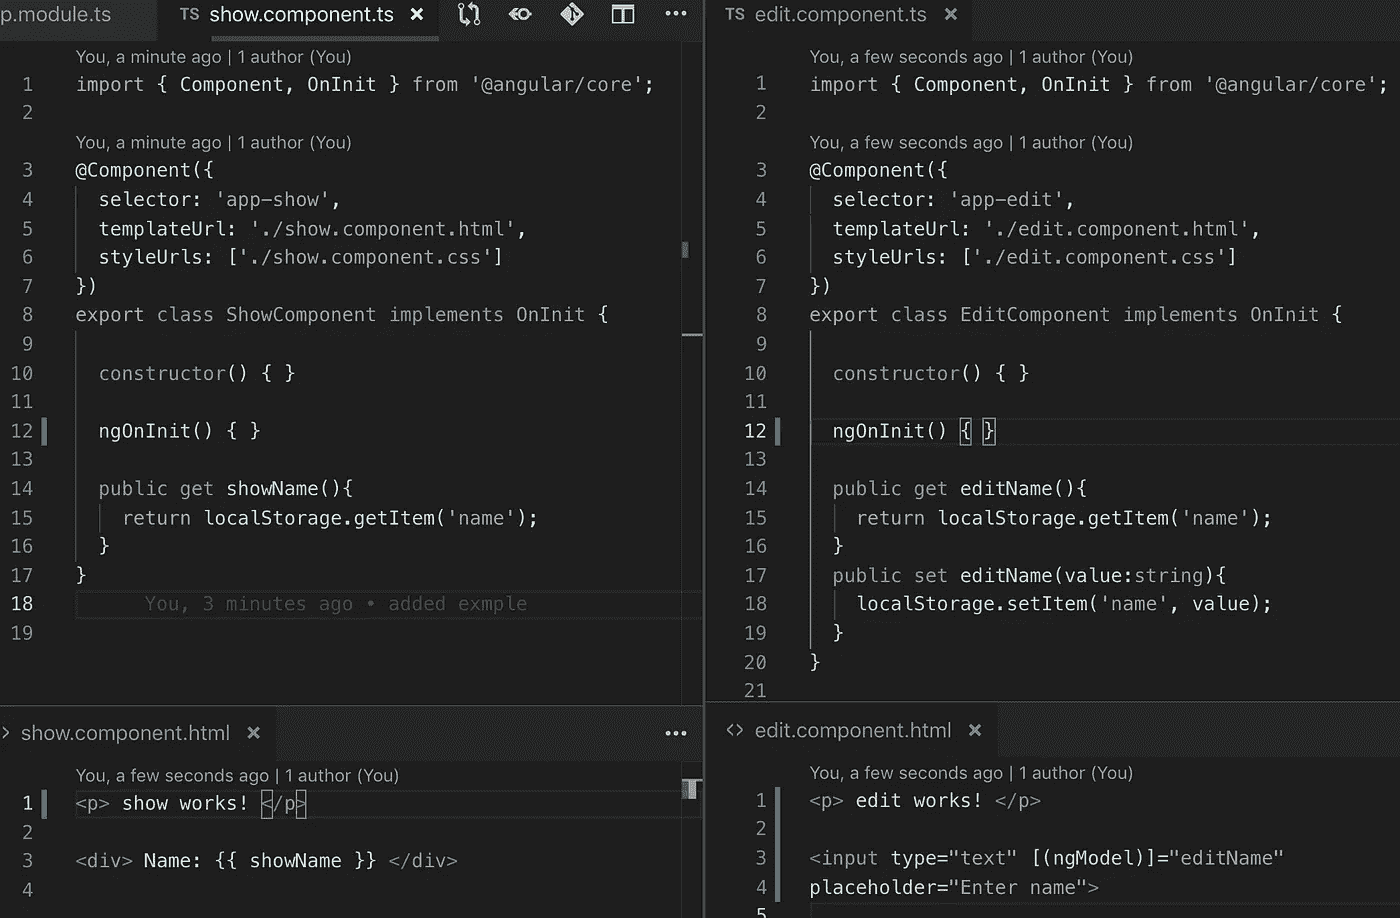 p.module.ts
TS show.component.ts ×
You, a minute ago | 1 author (You)
1 import { Component, OnInit } from '@angular/core';
2
You, a minute ago | 1 author (You)
3 @Component({
4 selector: 'app-show',
5 templateUrl: './show.component.html',
6 styleUrls: ['./show.component.css']
7 })
8 export class ShowComponent implements OnInit {
9
10 constructor() { }
11
12 ngOnInit() { }
13
14 public get showName(){
15 return localStorage.getItem('name');
16 }
17 }
18 You, 3 minutes ago • added exmple
19
TS edit.component.ts ×
You, a few seconds ago | 1 author (You)
1 import { Component, OnInit } from '@angular/core';
2
You, a few seconds ago | 1 author (You)
3 @Component({
4 selector: 'app-edit',
5 templateUrl: './edit.component.html',
6 styleUrls: ['./edit.component.css']
7 })
8 export class EditComponent implements OnInit {
9
10 constructor() { }
11
12 ngOnInit() { }
13
14 public get editName(){
15 return localStorage.getItem('name');
16 }
17 public set editName(value:string){
18 localStorage.setItem('name', value);
19 }
20 }
21
show.component.html ×
You, a few seconds ago | 1 author (You)
1 <p> show works! </p>
2
3 <div> Name: {{ showName }} </div>
4
<> edit.component.html ×
You, a few seconds ago | 1 author (You)
1 <p> edit works! </p>
2
3 <input type="text" [(ngModel)]="editName"
4 placeholder="Enter name">
5